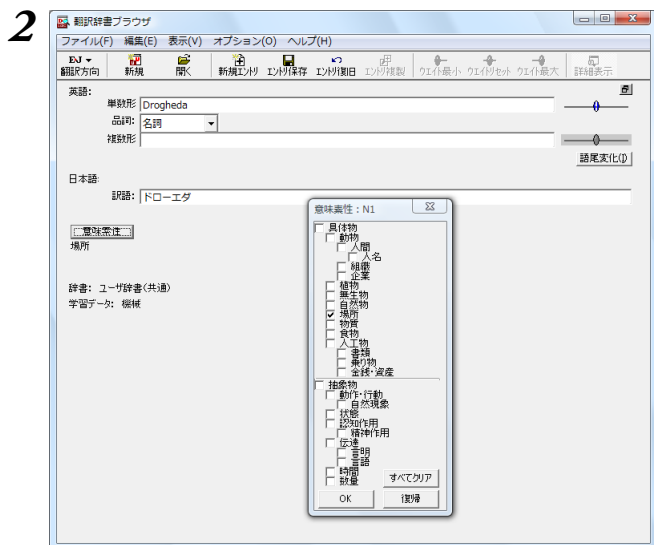 2
翻訳辞書ブラウザ
ファイル(F) 編集(E) 表示(V) オプション(O) ヘルプ(H)
EVJ 新規 開く 新規エントリ エントリ保存 エントリ復旧 エントリ複製 ウエイト最小 ウエイトリセット ウエイト最大 詳細表示
翻訳方向
英語:
単数形 Drogheda
品詞: 名詞
複数形
語尾変化(I)
日本語:
訳語: ドローエダ
意味素性
場所
辞書: ユーザ辞書(共通)
学習データ: 機械
意味素性:N1
具体物
動物
人間
人名
組織
企業
植物
無生物
自然物
場所
物質
食物
人工物
書類
乗り物
金銭・資産
抽象物
動作・行動
自然現象
状態
認知作用
精神作用
伝達
言明
言語
時間
数量
すべてクリア
OK 復帰